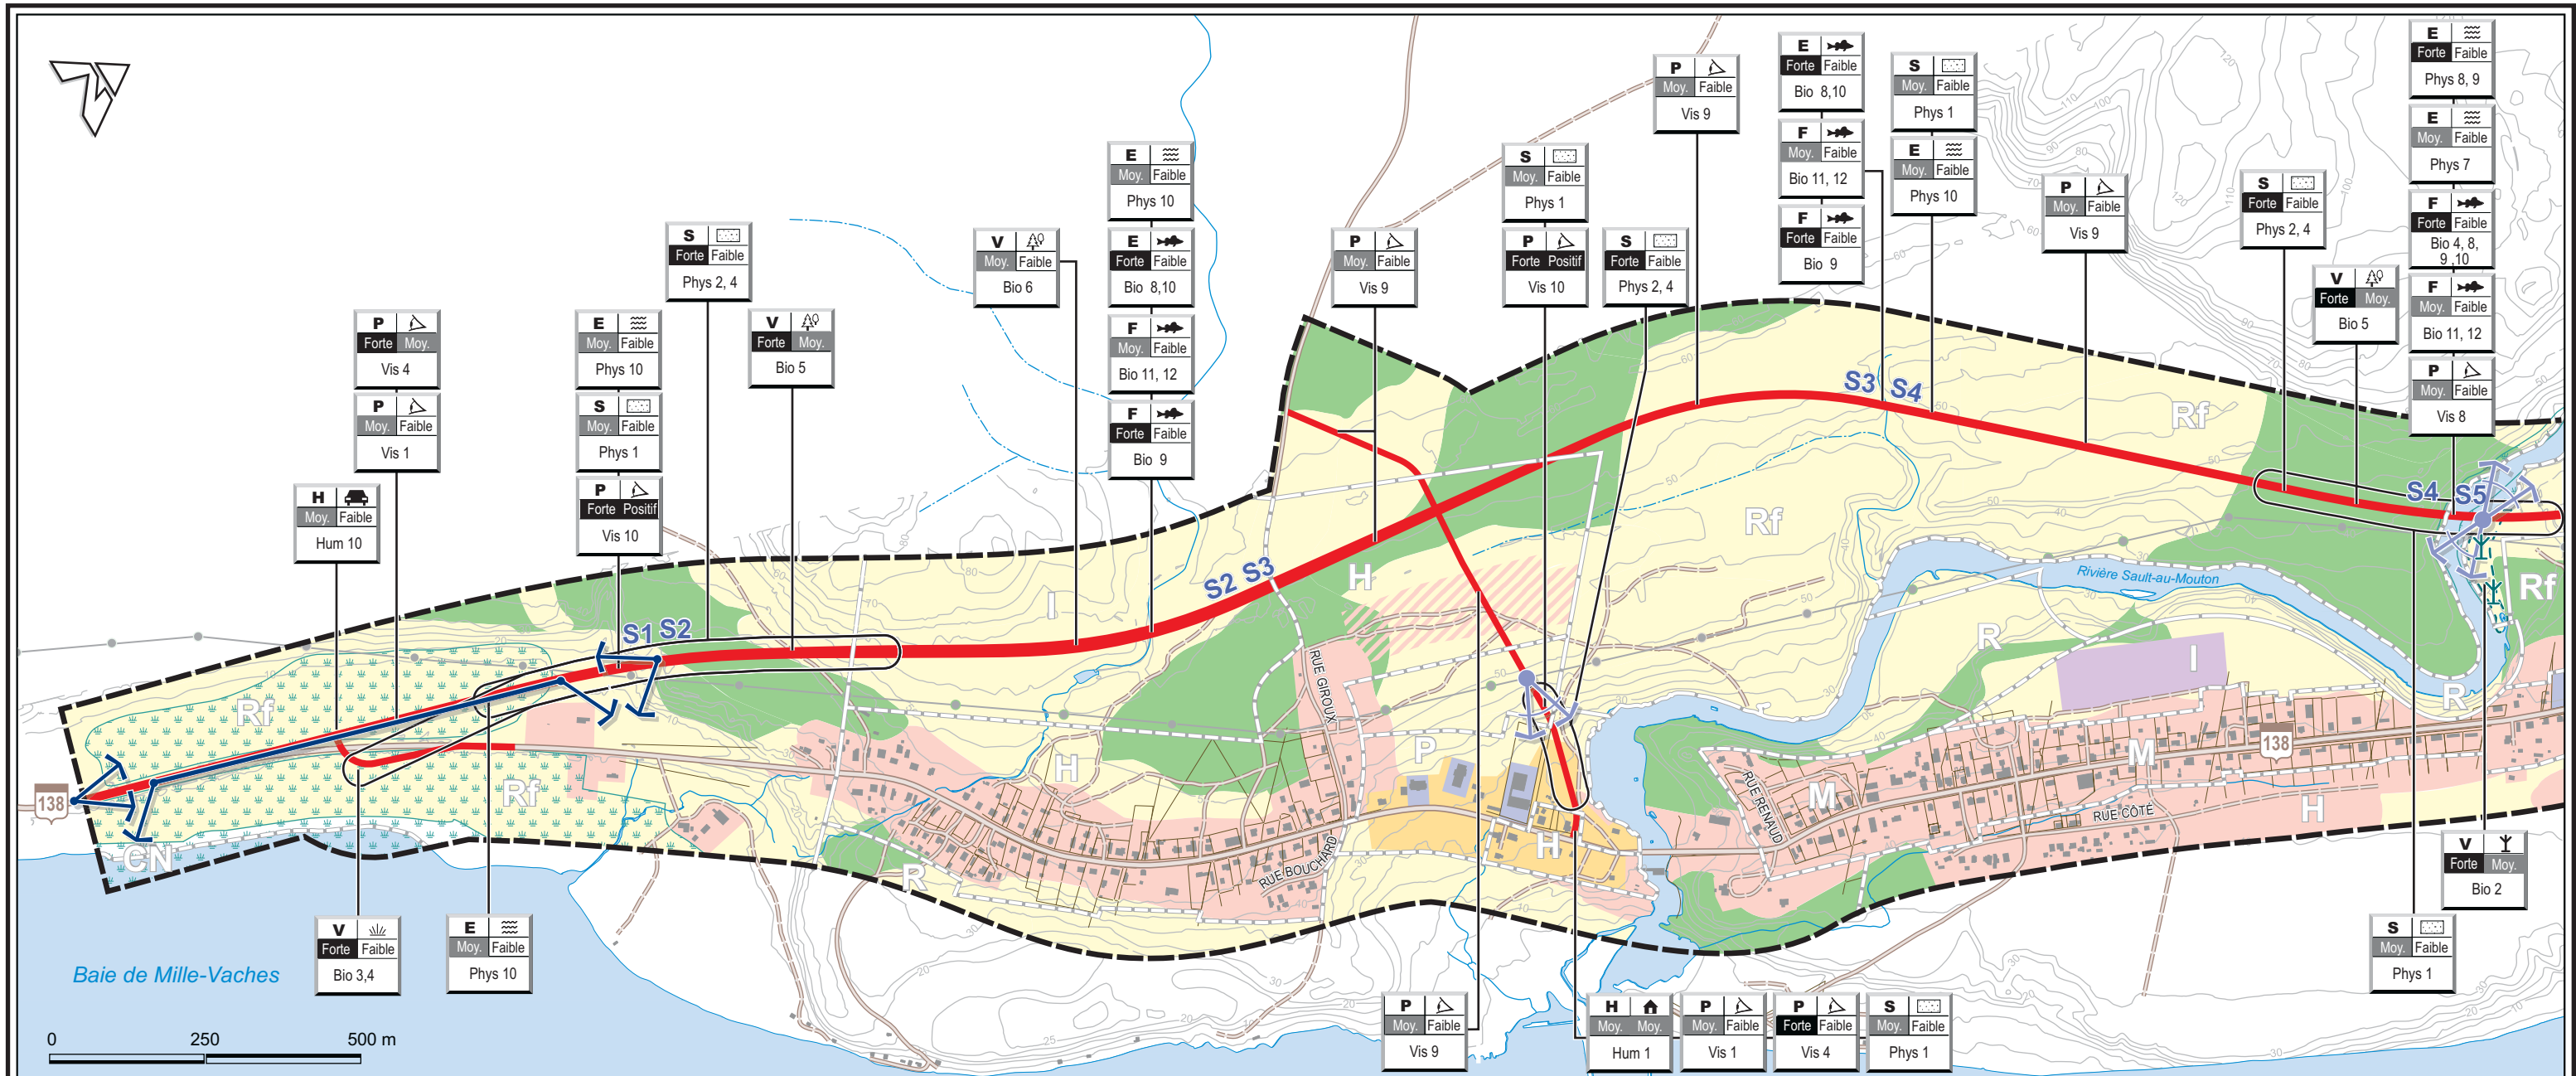 E
Forte Faible
Phys 8, 9
E
Moy. Faible
Phys 7
F
Forte Faible
Bio 4, 8,
9 ,10
F
Moy. Faible
Bio 11, 12
P
Moy. Faible
Vis 8
E
Forte Faible
Bio 8,10
F
Moy. Faible
Bio 11, 12
F
Forte Faible
Bio 9
S
Moy. Faible
Phys 1
E
Moy. Faible
Phys 10
P
Moy. Faible
Vis 9
E
Moy. Faible
Phys 10
E
Forte Faible
Bio 8,10
F
Moy. Faible
Bio 11, 12
F
Forte Faible
Bio 9
S
Moy. Faible
Phys 1
P
Forte Positif
Vis 10
S
Forte Faible
Phys 2, 4
P
Moy. Faible
Vis 9
S
Forte Faible
Phys 2, 4
V
Forte Moy.
Bio 5
S
Forte Faible
Phys 2, 4
V
Moy. Faible
Bio 6
P
Moy. Faible
Vis 9
P
Forte Moy.
Vis 4
P
Moy. Faible
Vis 1
E
Moy. Faible
Phys 10
S
Moy. Faible
Phys 1
P
Forte Positif
Vis 10
V
Forte Moy.
Bio 5
H
Moy. Faible
Hum 10
S1 S2
S2 S3
S3 S4
S4 S5
Rf
Rf
Rf
Rf
Rf
I
H
H
P
H
R
R
R
I
M
M
H
CN
138
138
RUE GIROUX
RUE BOUCHARD
RUE RENAUD
RUE CÔTÉ
Rivière Sault-au-Mouton
Baie de Mille-Vaches
V
Forte Faible
Bio 3,4
E
Moy. Faible
Phys 10
V
Forte Moy.
Bio 2
S
Moy. Faible
Phys 1
P
Moy. Faible
Vis 9
H
Moy. Moy.
Hum 1
P
Moy. Faible
Vis 1
P
Forte Faible
Vis 4
S
Moy. Faible
Phys 1
0 250 500 m